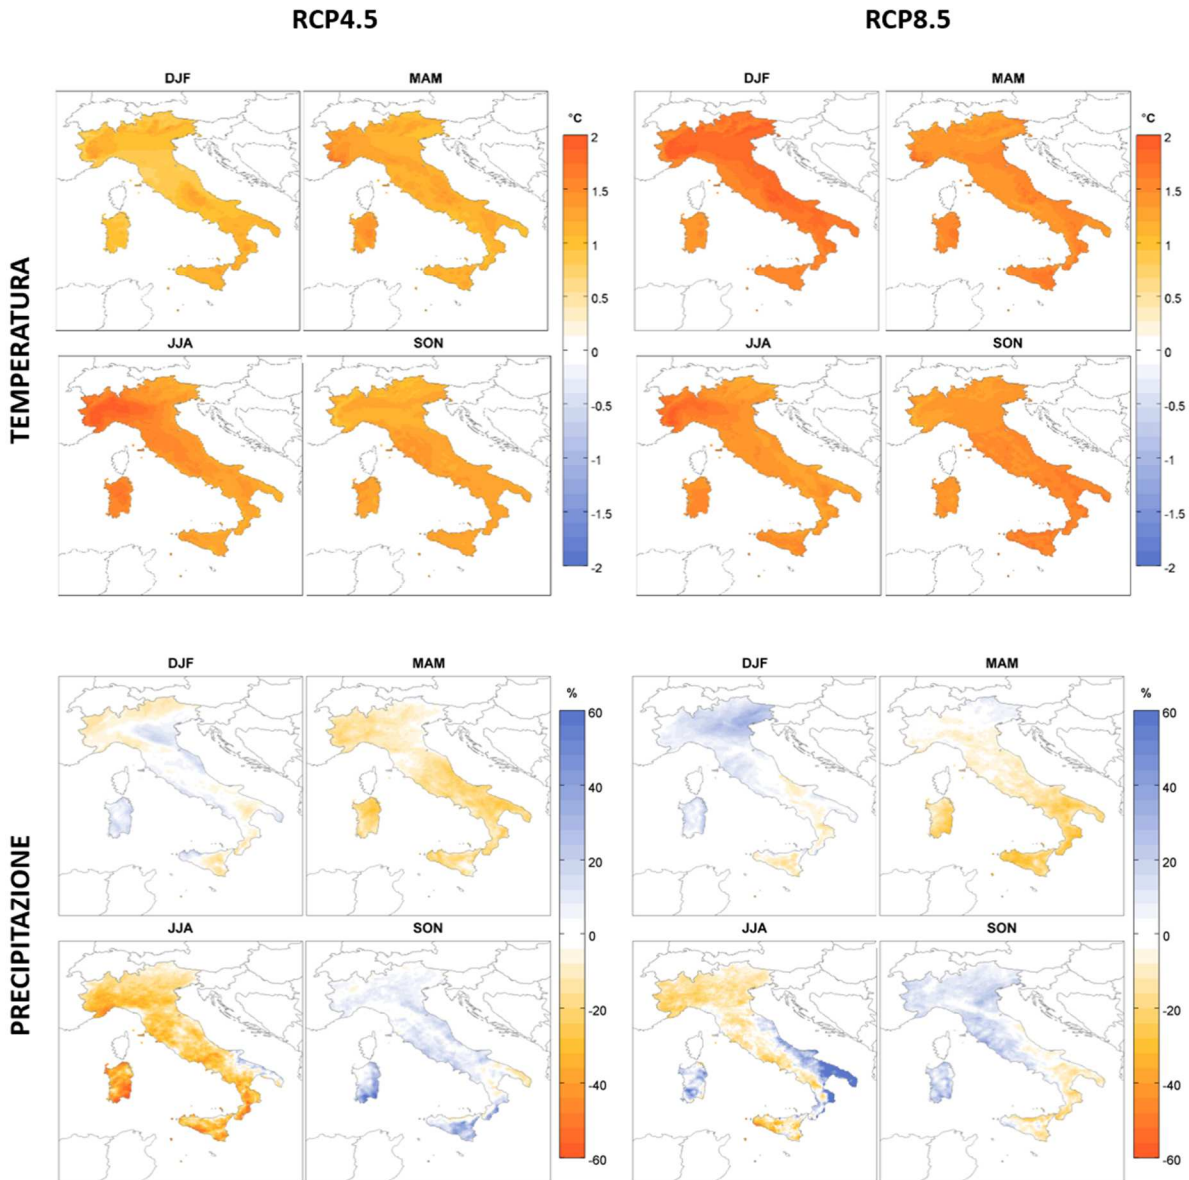 RCP4.5 RCP8.5
TEMPERATURA
DJF MAM DJF MAM
°C °C
2 2
1.5 1.5
1 1
0.5 0.5
JJA SON JJA SON
0 0
-0.5 -0.5
-1 -1
-1.5 -1.5
-2 -2
PRECIPITAZIONE
DJF MAM DJF MAM
% %
60 60
40 40
20 20
JJA SON JJA SON
0 0
-20 -20
-40 -40
-60 -60